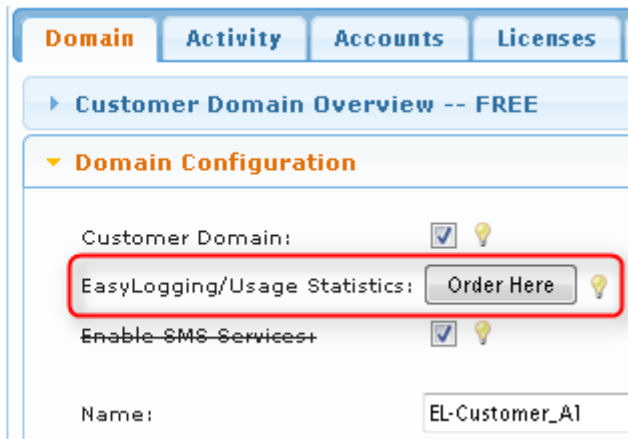 Domain Activity Accounts Licenses
Customer Domain Overview -- FREE
Domain Configuration
Customer Domain:
EasyLogging/Usage Statistics: Order Here
Enable SMS Services:
Name: EL-Customer_A1